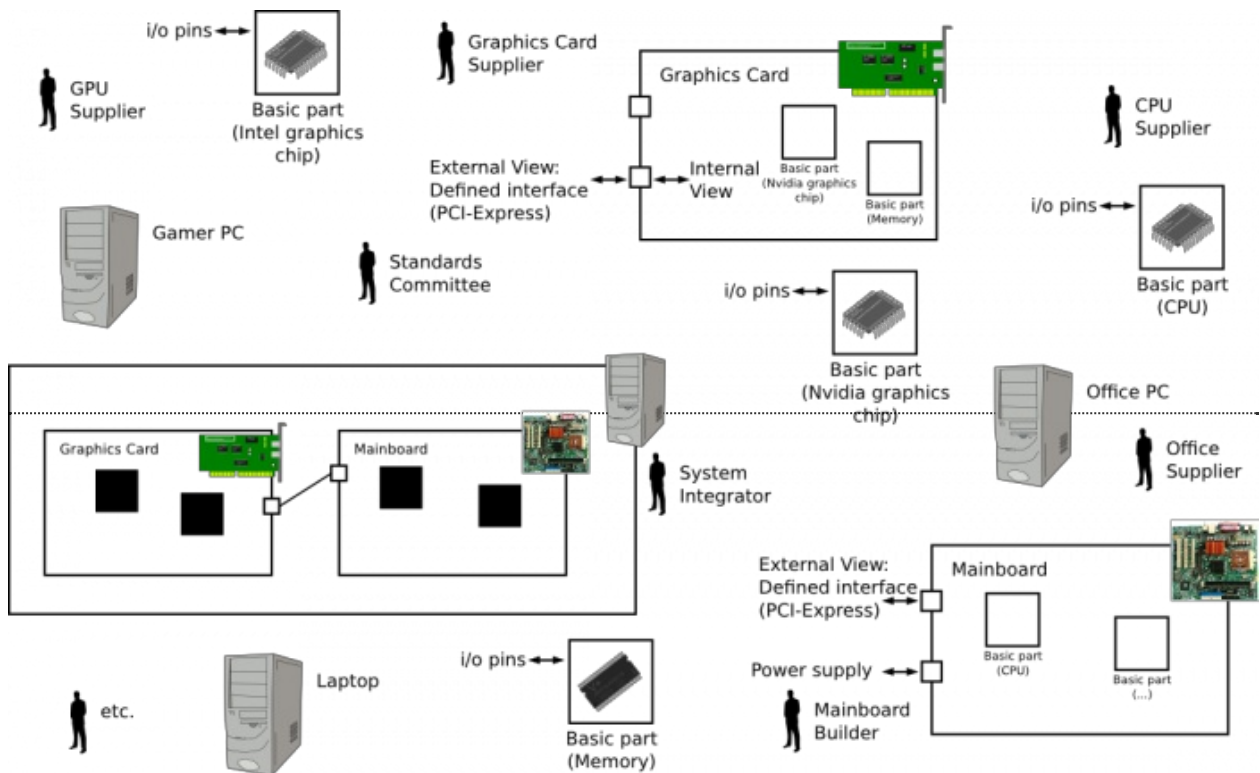 i/o pins
Basic part
(Intel graphics
chip)
GPU
Supplier
Graphics Card
Supplier
Graphics Card
Basic part
(Nvidia graphics
chip)
Basic part
(Memory)
External View:
Defined interface
(PCI-Express)
Internal
View
CPU
Supplier
i/o pins
Basic part
(CPU)
Gamer PC
Standards
Committee
i/o pins
Basic part
(Nvidia graphics
chip)
Office PC
Office
Supplier
Graphics Card
Mainboard
System
Integrator
External View:
Defined interface
(PCI-Express)
Power supply
Mainboard
Basic part
(CPU)
Basic part
(...)
Mainboard
Builder
etc.
Laptop
i/o pins
Basic part
(Memory)